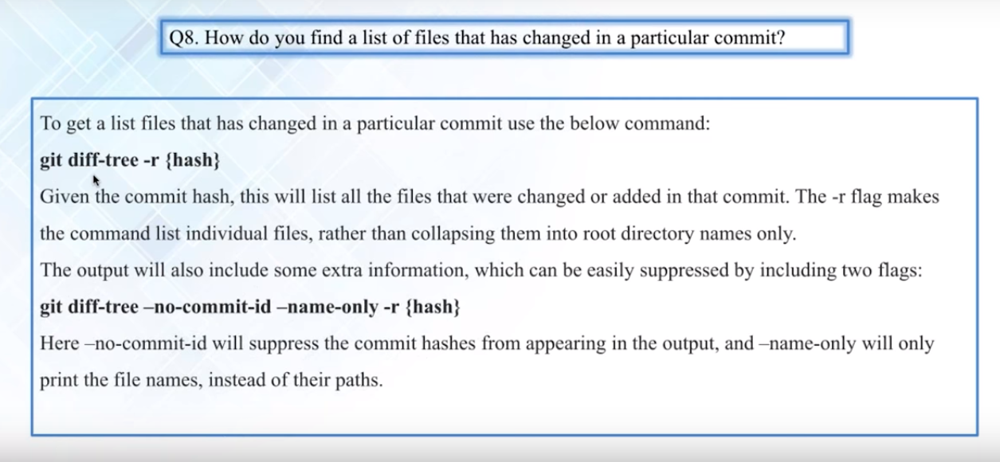 Q8. How do you find a list of files that has changed in a particular commit?
To get a list files that has changed in a particular commit use the below command:
git diff-tree -r {hash}
Given the commit hash, this will list all the files that were changed or added in that commit. The -r flag makes
the command list individual files, rather than collapsing them into root directory names only.
The output will also include some extra information, which can be easily suppressed by including two flags:
git diff-tree –no-commit-id –name-only -r {hash}
Here –no-commit-id will suppress the commit hashes from appearing in the output, and –name-only will only
print the file names, instead of their paths.